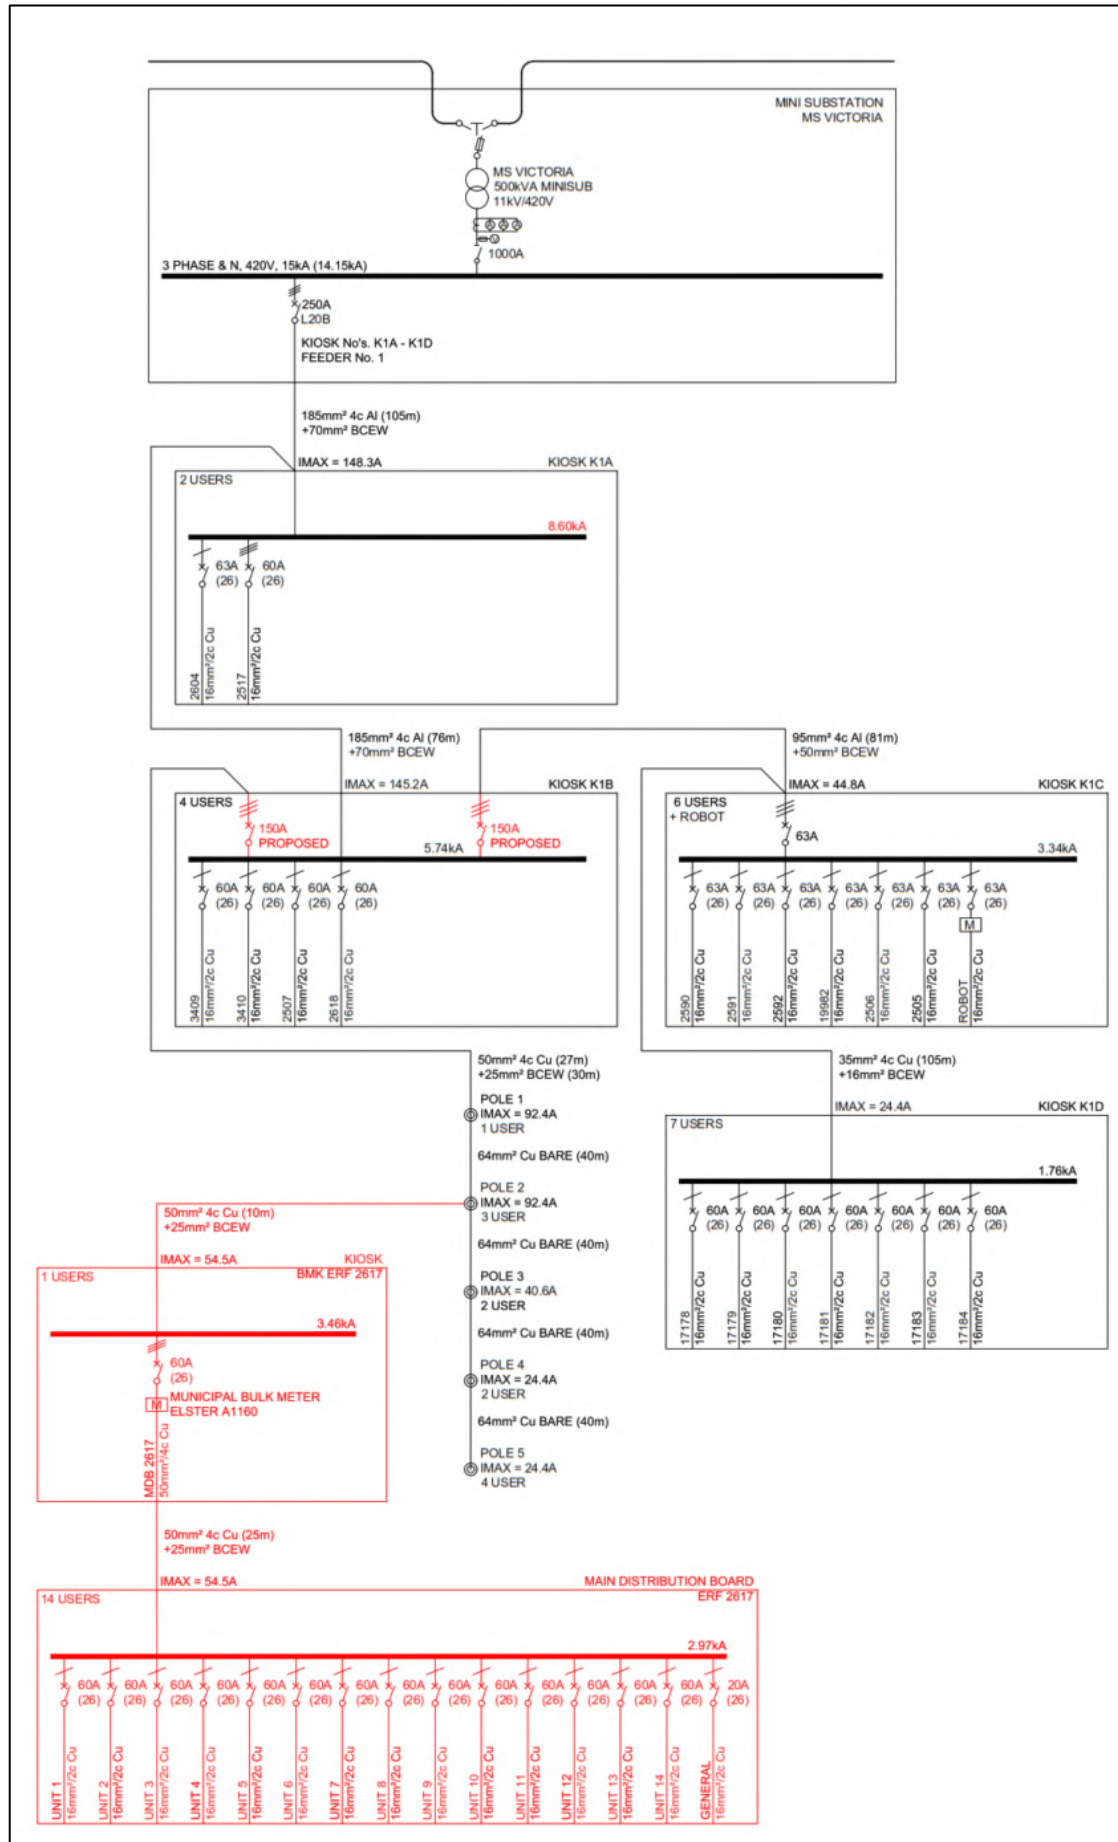 MINI SUBSTATION
MS VICTORIA
MS VICTORIA
500kVA MINISUB
11kV/420V
1000A
3 PHASE & N, 420V, 15kA (14.15kA)
250A
L20B
KIOSK No's. K1A - K1D
FEEDER No. 1
185mm² 4c Al (105m)
+70mm² BCEW
IMAX = 148.3A
KIOSK K1A
2 USERS
8.60kA
63A
(26)
60A
(26)
2604
16mm²/2c Cu
2517
16mm²/2c Cu
185mm² 4c Al (76m)
+70mm² BCEW
95mm² 4c Al (81m)
+50mm² BCEW
IMAX = 145.2A
KIOSK K1B
4 USERS
150A
PROPOSED
150A
PROPOSED
5.74kA
60A
(26)
60A
(26)
60A
(26)
60A
(26)
3409
16mm²/2c Cu
3410
16mm²/2c Cu
2507
16mm²/2c Cu
2618
16mm²/2c Cu
IMAX = 44.8A
KIOSK K1C
6 USERS
+ ROBOT
63A
3.34kA
63A
(26)
63A
(26)
63A
(26)
63A
(26)
63A
(26)
63A
(26)
63A
(26)
M
2590
16mm²/2c Cu
2591
16mm²/2c Cu
2592
16mm²/2c Cu
19982
16mm²/2c Cu
2506
16mm²/2c Cu
2505
16mm²/2c Cu
ROBOT
16mm²/2c Cu
50mm² 4c Cu (27m)
+25mm² BCEW (30m)
35mm² 4c Cu (105m)
+16mm² BCEW
POLE 1
IMAX = 92.4A
1 USER
64mm² Cu BARE (40m)
POLE 2
IMAX = 92.4A
3 USER
64mm² Cu BARE (40m)
POLE 3
IMAX = 40.6A
2 USER
64mm² Cu BARE (40m)
POLE 4
IMAX = 24.4A
2 USER
64mm² Cu BARE (40m)
POLE 5
IMAX = 24.4A
4 USER
IMAX = 24.4A
KIOSK K1D
7 USERS
1.76kA
60A
(26)
60A
(26)
60A
(26)
60A
(26)
60A
(26)
60A
(26)
60A
(26)
17178
16mm²/2c Cu
17179
16mm²/2c Cu
17180
16mm²/2c Cu
17181
16mm²/2c Cu
17182
16mm²/2c Cu
17183
16mm²/2c Cu
17184
16mm²/2c Cu
50mm² 4c Cu (10m)
+25mm² BCEW
IMAX = 54.5A
KIOSK
BMK ERF 2617
1 USERS
3.46kA
60A
(26)
M
MUNICIPAL BULK METER
ELSTER A1160
MDB 2617
50mm²/4c Cu
50mm² 4c Cu (25m)
+25mm² BCEW
IMAX = 54.5A
MAIN DISTRIBUTION BOARD
ERF 2617
14 USERS
2.97kA
60A
(26)
60A
(26)
60A
(26)
60A
(26)
60A
(26)
60A
(26)
60A
(26)
60A
(26)
60A
(26)
60A
(26)
60A
(26)
60A
(26)
60A
(26)
60A
(26)
20A
(26)
UNIT 1
16mm²/2c Cu
UNIT 2
16mm²/2c Cu
UNIT 3
16mm²/2c Cu
UNIT 4
16mm²/2c Cu
UNIT 5
16mm²/2c Cu
UNIT 6
16mm²/2c Cu
UNIT 7
16mm²/2c Cu
UNIT 8
16mm²/2c Cu
UNIT 9
16mm²/2c Cu
UNIT 10
16mm²/2c Cu
UNIT 11
16mm²/2c Cu
UNIT 12
16mm²/2c Cu
UNIT 13
16mm²/2c Cu
UNIT 14
16mm²/2c Cu
GENERAL
16mm²/2c Cu